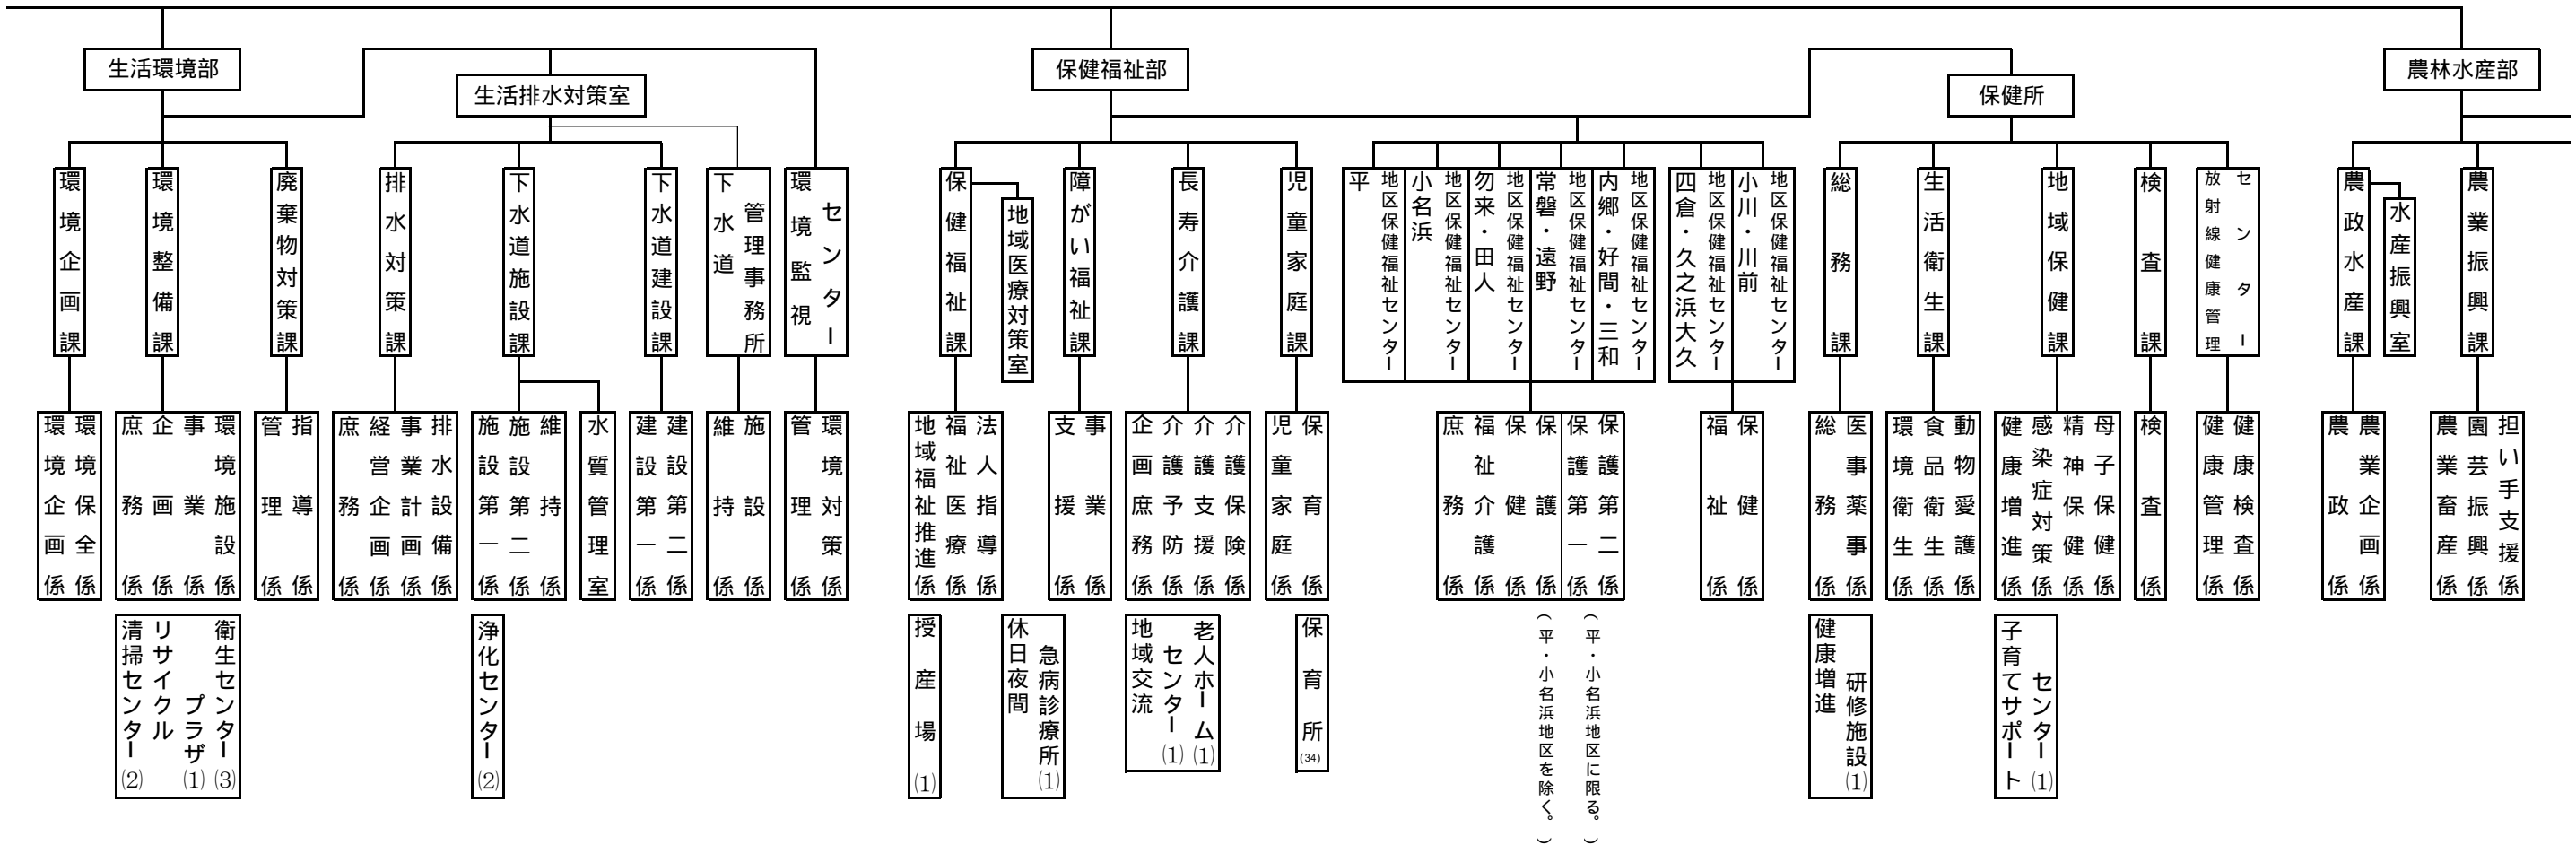 生活環境部
生活排水対策室
保健福祉部
保健所
農林水産部
環境企画課
環境整備課
廃棄物対策課
排水対策課
下水道施設課
下水道建設課
下水道
管理事務所
環境監視
センター
保健福祉課
地域医療対策室
障がい福祉課
長寿介護課
児童家庭課
平
地区保健福祉センター
小名浜
地区保健福祉センター
勿来・田人
地区保健福祉センター
常磐・遠野
地区保健福祉センター
内郷・好間・三和
地区保健福祉センター
四倉・久之浜大久
地区保健福祉センター
小川・川前
地区保健福祉センター
総務課
生活衛生課
地域保健課
検査課
放射線健康管理
センター
農政水産課
水産振興室
農業振興課
環境企画係
環境保全係
庶務係
企画係
事業係
環境施設係
管理係
指導係
庶務係
経営企画係
事業計画係
排水設備係
施設第一係
施設第二係
維持係
水質管理室
建設第一係
建設第二係
維持係
施設係
管理係
環境対策係
地域福祉推進係
福祉医療係
法人指導係
支援係
事業係
企画庶務係
介護予防係
介護支援係
介護保険係
児童家庭係
保育係
庶務係
福祉介護係
保健係
保護係
保護第一係
保護第二係
福祉係
保健係
総務係
医事薬事係
環境衛生係
食品衛生係
動物愛護係
健康増進係
感染症対策係
精神保健係
母子保健係
検査係
健康管理係
健康検査係
農政係
農業企画係
農業畜産係
園芸振興係
担い手支援係
清掃センター(2)
リサイクル
プラザ(1)
衛生センター(3)
浄化センター(2)
授産場(1)
休日夜間
急病診療所(1)
地域交流
センター(1)
老人ホーム(1)
保育所(34)
(平・小名浜地区を除く。)
(平・小名浜地区に限る。)
健康増進
研修施設(1)
子育てサポート
センター(1)